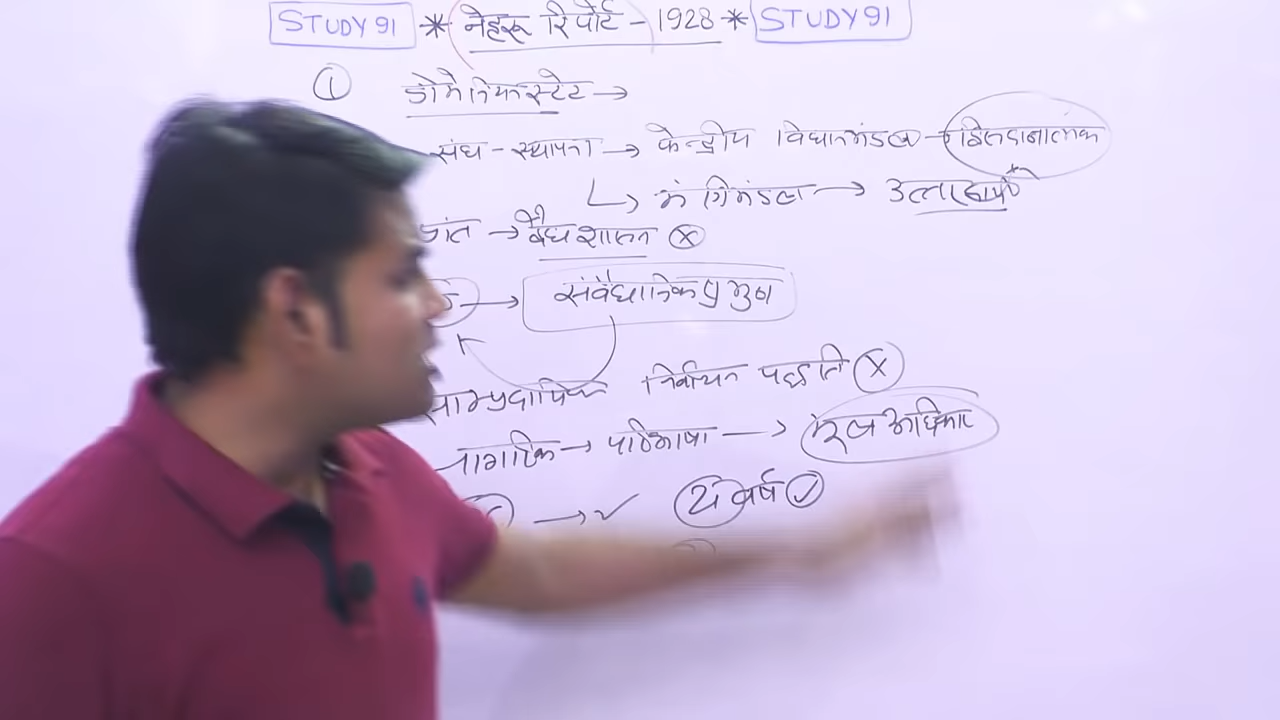 STUDY91 * नेहरू रिपोर्ट - 1928 * STUDY91
① डोमेनियन स्टेट →
संघ - स्थापना → केन्द्रीय विधानमंडल - द्विसदनात्मक
↳ मंत्रिमंडल → उत्तरदायी
प्रांत → द्वैध शासन ⓧ
→ संवैधानिक प्रमुख
साम्प्रदायिक निर्वाचन पद्धति ⓧ
नागरिक → परिभाषा → मूल अधिकार
→ ✓ 21 वर्ष ✓